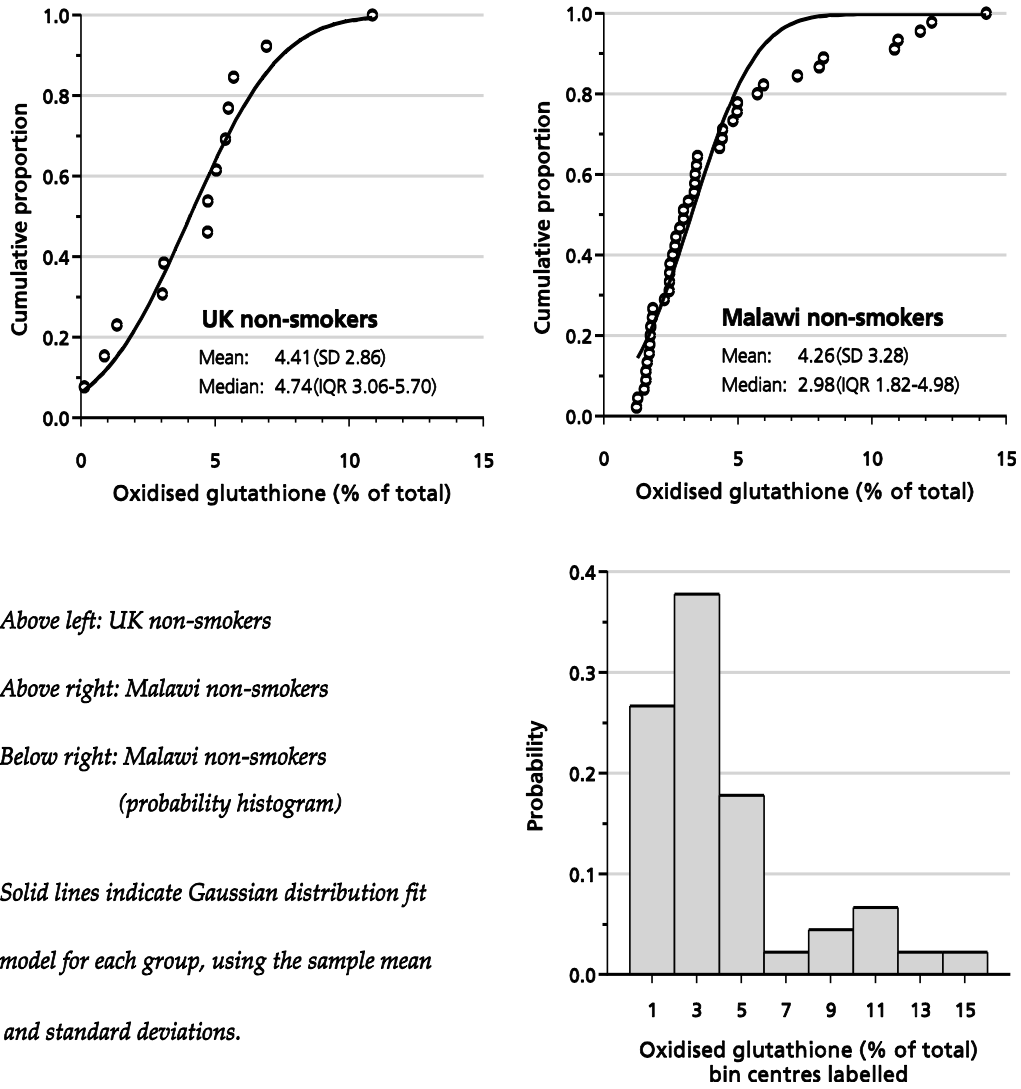 1.0
0.8
0.6
0.4
0.2
0.0
Cumulative proportion
UK non-smokers
Mean: 4.41(SD 2.86)
Median: 4.74(IQR 3.06-5.70)
0 5 10 15
Oxidised glutathione (% of total)
1.0
0.8
0.6
0.4
0.2
0.0
Cumulative proportion
Malawi non-smokers
Mean: 4.26(SD 3.28)
Median: 2.98(IQR 1.82-4.98)
0 5 10 15
Oxidised glutathione (% of total)
Above left: UK non-smokers
Above right: Malawi non-smokers
Below right: Malawi non-smokers
(probability histogram)
Solid lines indicate Gaussian distribution fit
model for each group, using the sample mean
and standard deviations.
0.4
0.3
0.2
0.1
0.0
Probability
1 3 5 7 9 11 13 15
Oxidised glutathione (% of total)
bin centres labelled